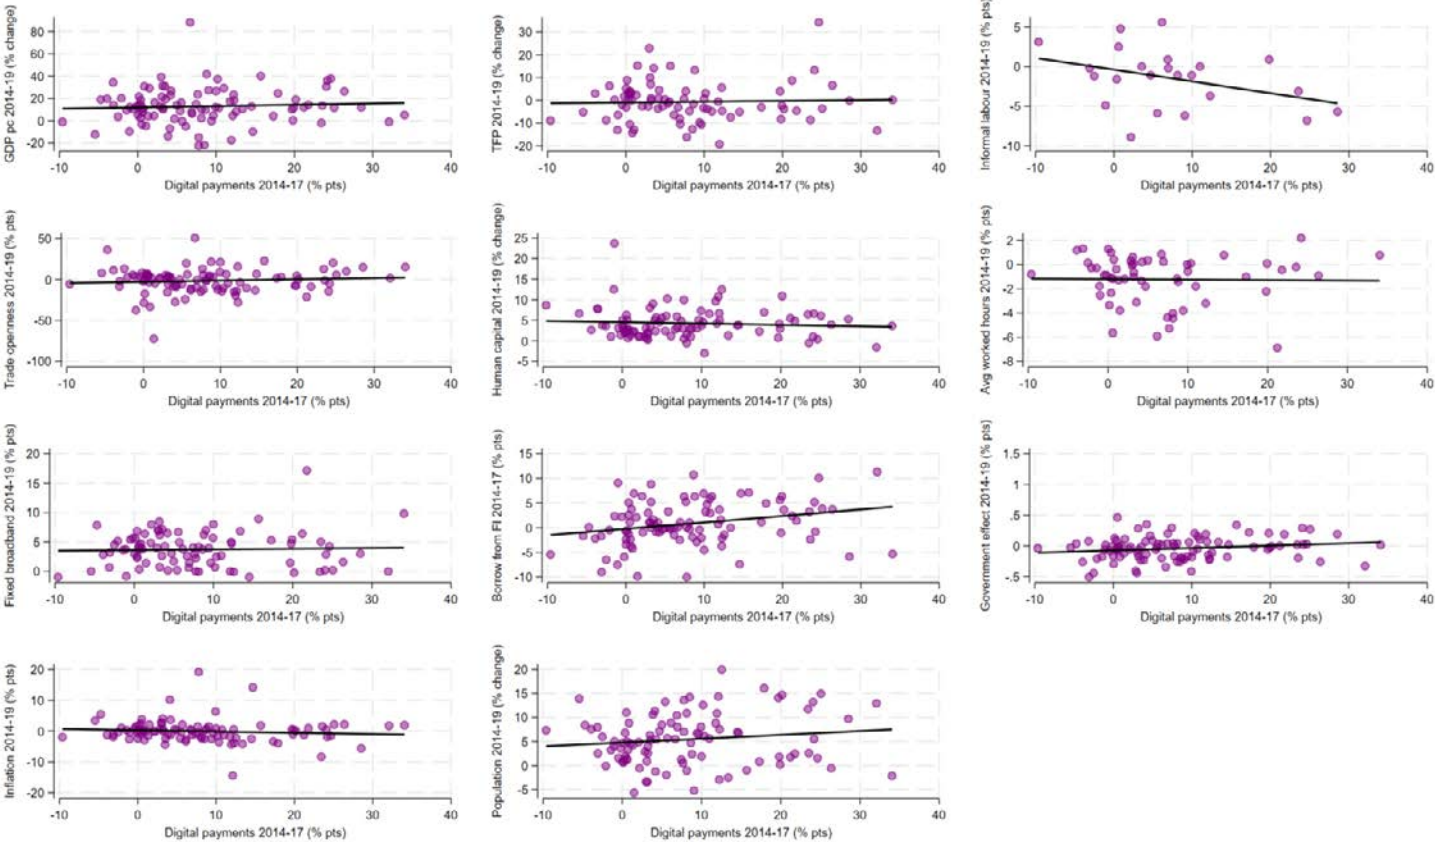 GDP pc 2014-19 (% change)
80
60
40
20
0
-20
-10 0 10 20 30 40
Digital payments 2014-17 (% pts)
TFP 2014-19 (% change)
30
20
10
0
-10
-20
-10 0 10 20 30 40
Digital payments 2014-17 (% pts)
Informal labour 2014-19 (% pts)
5
0
-5
-10
-10 0 10 20 30 40
Digital payments 2014-17 (% pts)
Trade openness 2014-19 (% pts)
50
0
-50
-100
-10 0 10 20 30 40
Digital payments 2014-17 (% pts)
Human capital 2014-19 (% change)
25
20
15
10
5
0
-5
-10 0 10 20 30 40
Digital payments 2014-17 (% pts)
Avg worked hours 2014-19 (% pts)
2
0
-2
-4
-6
-8
-10 0 10 20 30 40
Digital payments 2014-17 (% pts)
Fixed broadband 2014-19 (% pts)
20
15
10
5
0
-10 0 10 20 30 40
Digital payments 2014-17 (% pts)
Borrow from FI 2014-17 (% pts)
15
10
5
0
-5
-10
-10 0 10 20 30 40
Digital payments 2014-17 (% pts)
Government effect 2014-19 (% pts)
1.5
1
.5
0
-.5
-10 0 10 20 30 40
Digital payments 2014-17 (% pts)
Inflation 2014-19 (% pts)
20
10
0
-10
-20
-10 0 10 20 30 40
Digital payments 2014-17 (% pts)
Population 2014-19 (% change)
20
15
10
5
0
-5
-10 0 10 20 30 40
Digital payments 2014-17 (% pts)